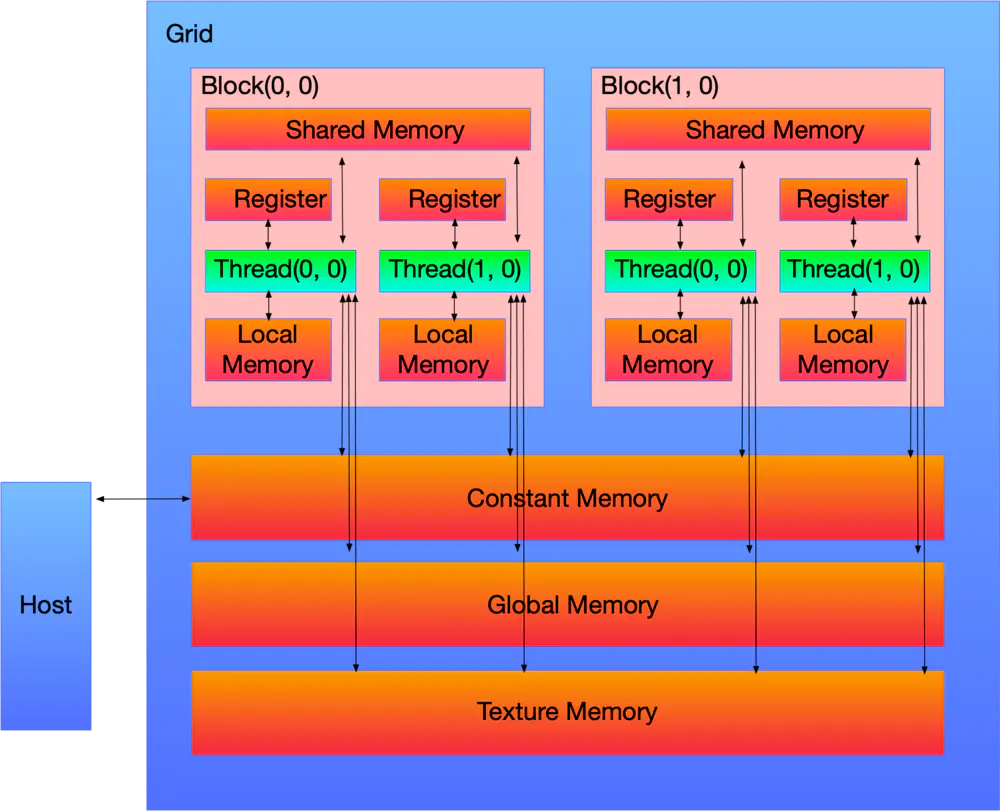 Grid
Block(0, 0)
Shared Memory
Register
Register
Thread(0, 0)
Thread(1, 0)
Local
Memory
Local
Memory
Block(1, 0)
Shared Memory
Register
Register
Thread(0, 0)
Thread(1, 0)
Local
Memory
Local
Memory
Constant Memory
Host
Global Memory
Texture Memory